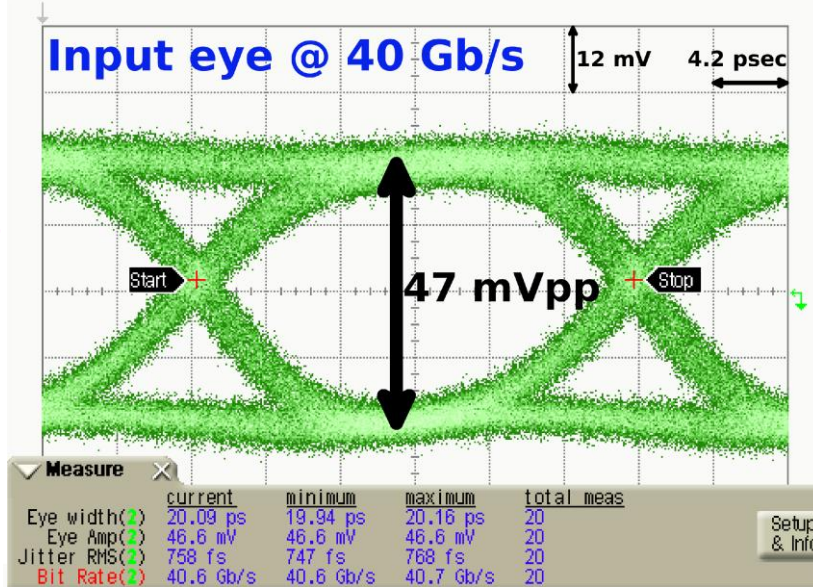 Input eye @ 40 Gb/s
12 mV
4.2 psec
Start
Stop
47 mVpp
Measure
current minimum maximum total meas
Eye width(2) 20.09 ps 19.94 ps 20.16 ps 20
Eye Amp(2) 46.6 mV 46.6 mV 46.6 mV 20
Jitter RMS(2) 758 fs 747 fs 768 fs 20
Bit Rate(2) 40.6 Gb/s 40.6 Gb/s 40.7 Gb/s 20
Setup
& Info